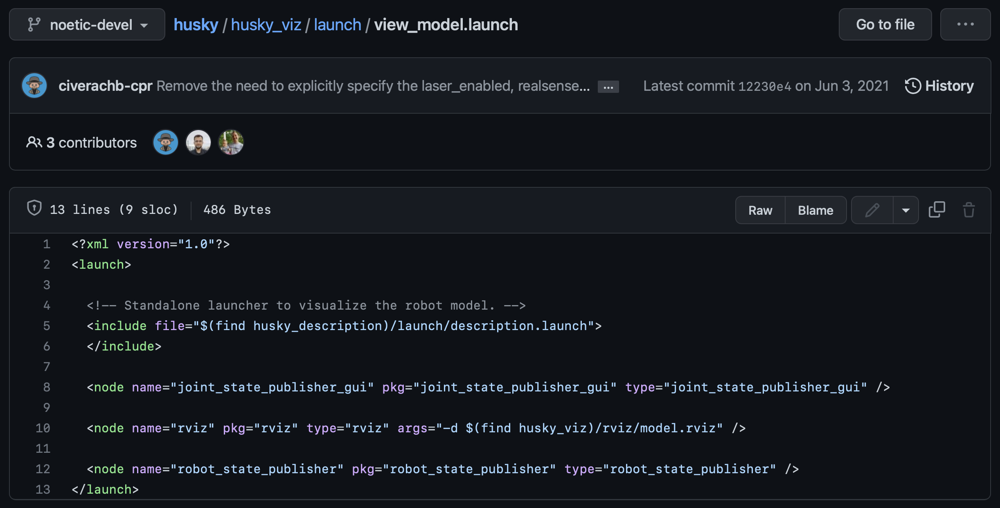 noetic-devel husky / husky_viz / launch / view_model.launch Go to file ...
civerachb-cpr Remove the need to explicitly specify the laser_enabled, realsense... ... Latest commit 12230e4 on Jun 3, 2021 History
3 contributors
13 lines (9 sloc) 486 Bytes Raw Blame
1 <?xml version="1.0"?>
2 <launch>
3
4   <!-- Standalone launcher to visualize the robot model. -->
5   <include file="$(find husky_description)/launch/description.launch">
6   </include>
7
8   <node name="joint_state_publisher_gui" pkg="joint_state_publisher_gui" type="joint_state_publisher_gui" />
9
10   <node name="rviz" pkg="rviz" type="rviz" args="-d $(find husky_viz)/rviz/model.rviz" />
11
12   <node name="robot_state_publisher" pkg="robot_state_publisher" type="robot_state_publisher" />
13 </launch>